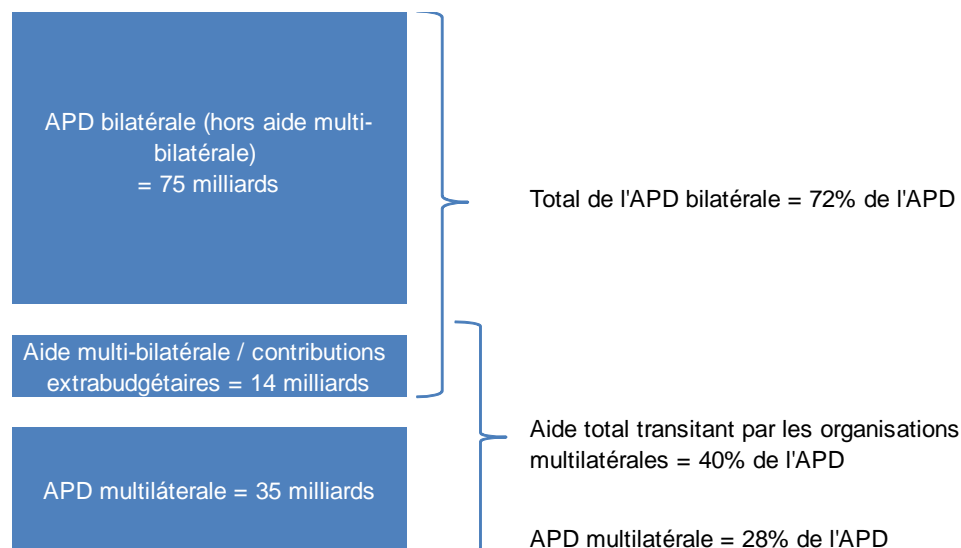 APD bilatérale (hors aide multi-
bilatérale)
= 75 milliards
Total de l'APD bilatérale = 72% de l'APD
Aide multi-bilatérale / contributions
extrabudgétaires = 14 milliards
Aide total transitant par les organisations
multilatérales = 40% de l'APD
APD multiláterale = 35 milliards
APD multilatérale = 28% de l'APD